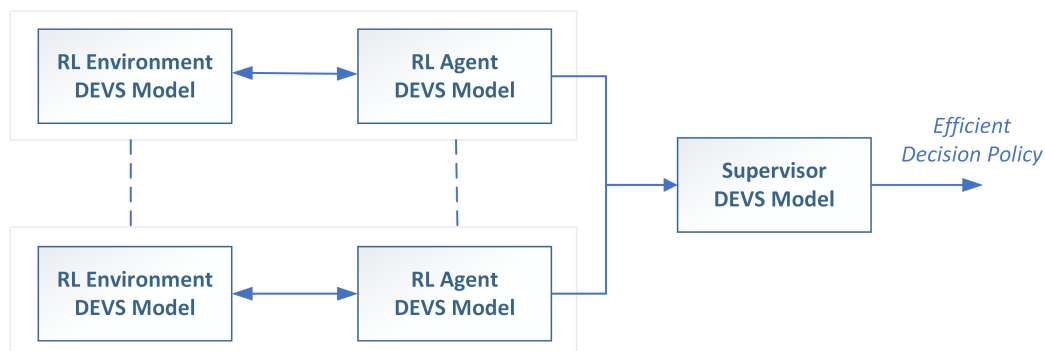 RL Environment
DEVS Model
RL Agent
DEVS Model
Efficient
Decision Policy
Supervisor
DEVS Model
RL Environment
DEVS Model
RL Agent
DEVS Model